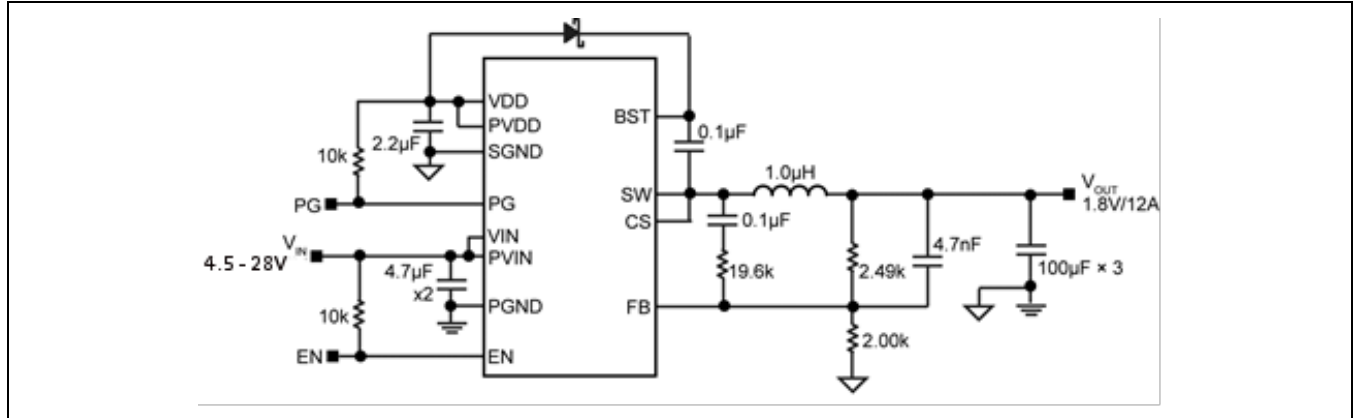 VDD
PVDD
2.2µF
SGND
10k
PG
PG
VIN
V_IN
4.5-28V
PVIN
4.7µF
x2
PGND
10k
EN
EN
BST
0.1µF
1.0µH
SW
CS
V_OUT
1.8V/12A
0.1µF
4.7nF
19.6k
2.49k
100µF × 3
FB
2.00k